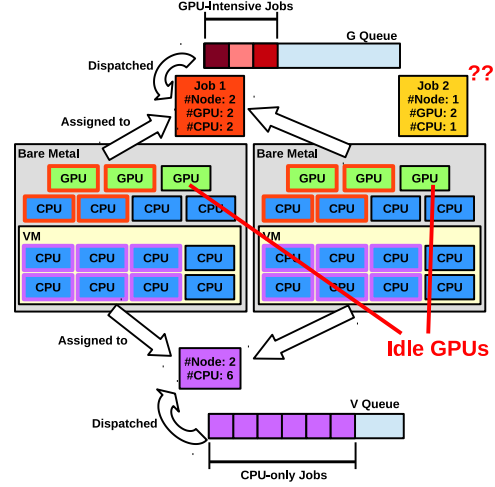 GPU-Intensive Jobs
G Queue
Dispatched
??
Job 1
#Node: 2
#GPU: 2
#CPU: 2
Job 2
#Node: 1
#GPU: 2
#CPU: 1
Assigned to
Bare Metal
GPU GPU GPU
CPU CPU CPU CPU
VM
CPU CPU CPU CPU
CPU CPU CPU CPU
Bare Metal
GPU GPU GPU
CPU CPU CPU CPU
VM
CPU CPU CPU CPU
CPU CPU CPU CPU
Idle GPUs
Assigned to
#Node: 2
#CPU: 6
V Queue
Dispatched
CPU-only Jobs